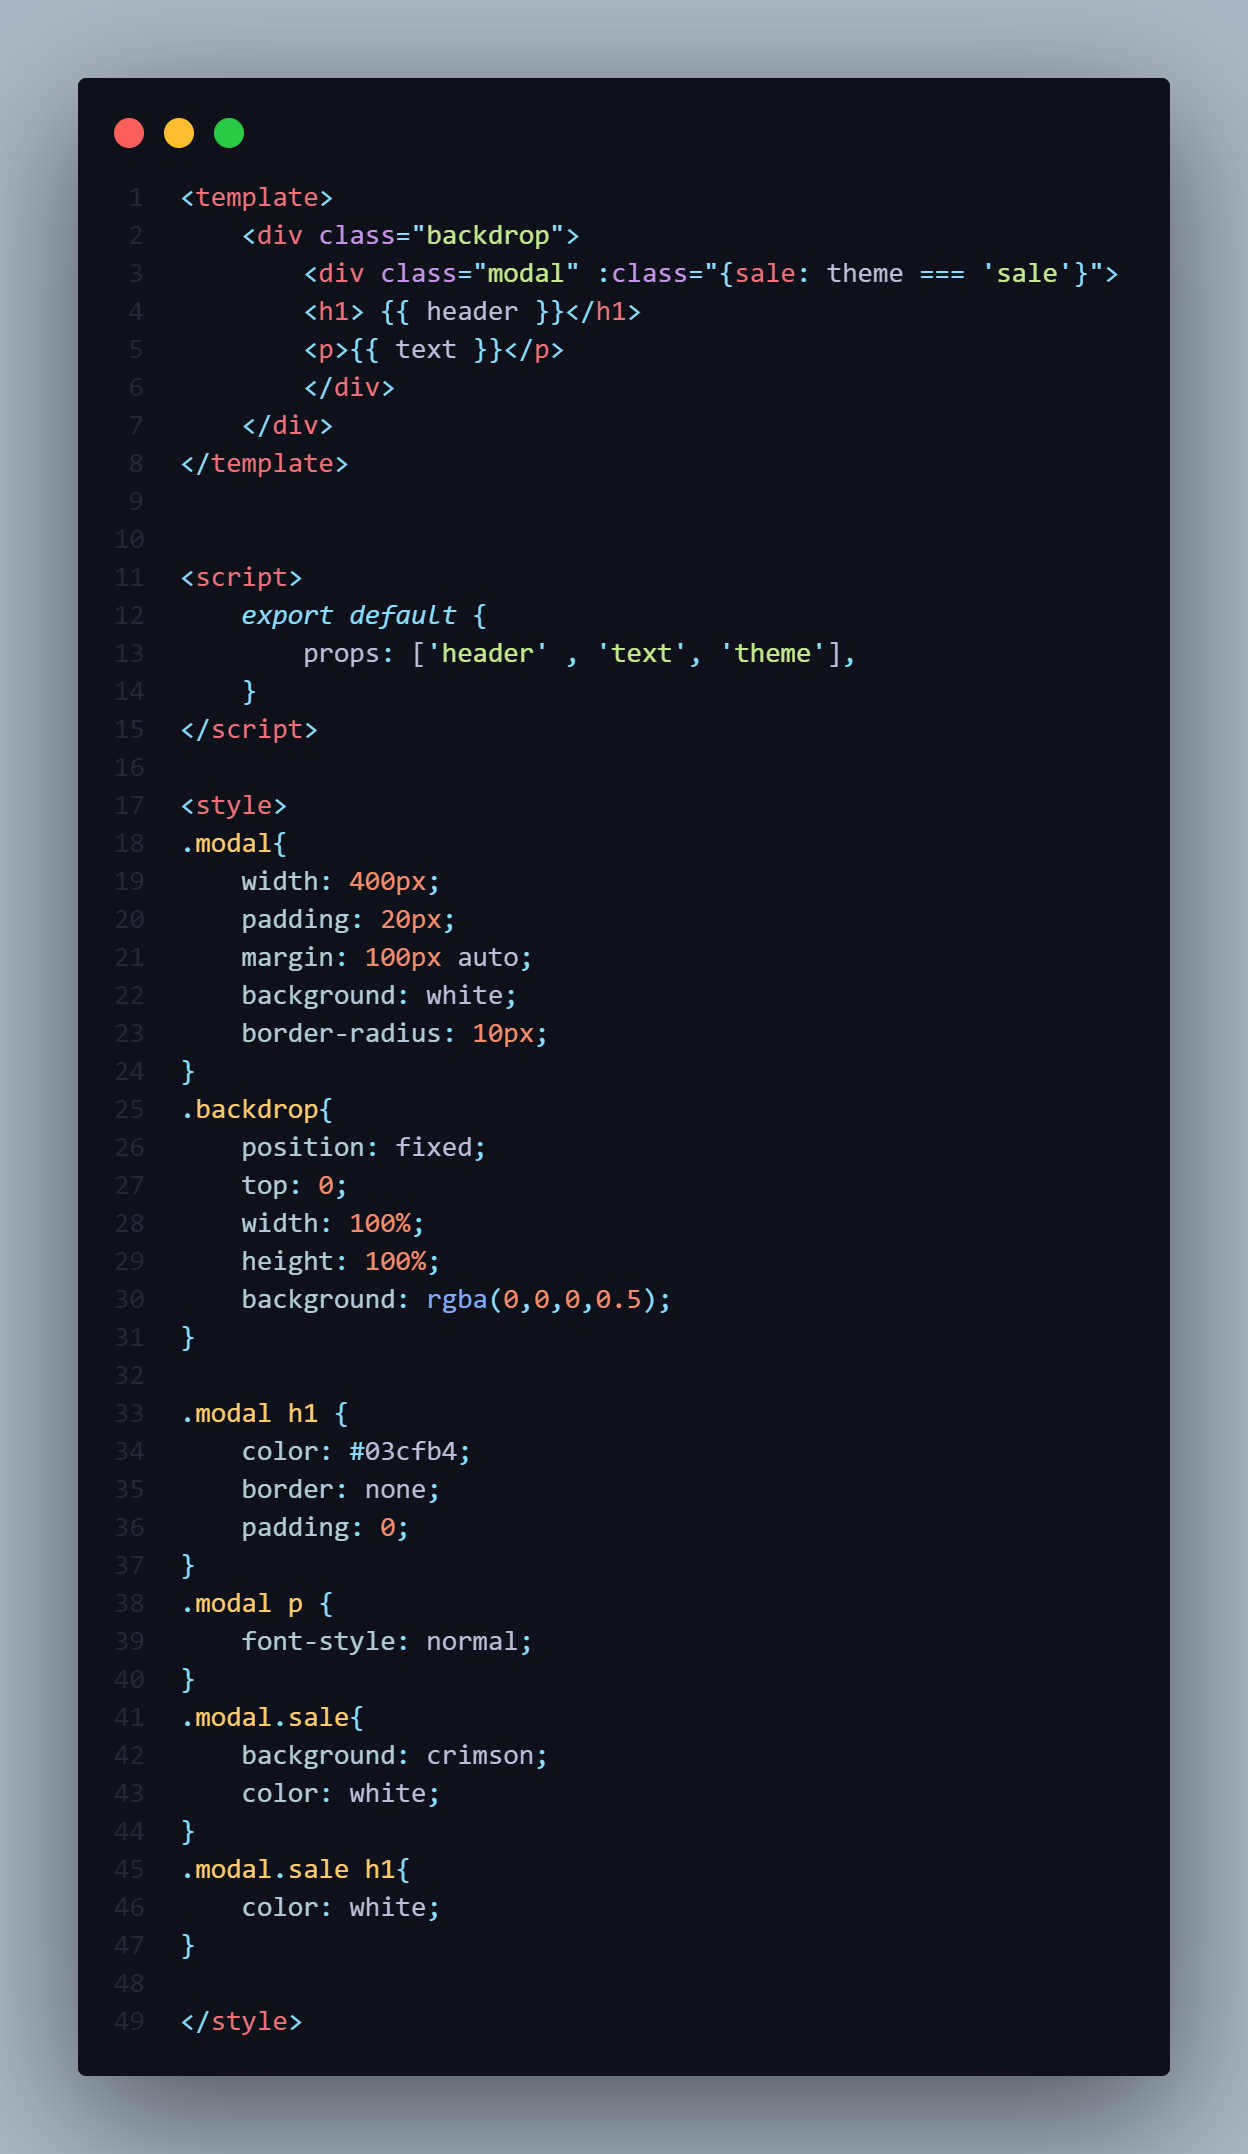 1 <template>
2     <div class="backdrop">
3         <div class="modal" :class="{sale: theme === 'sale'}">
4         <h1> {{ header }}</h1>
5         <p>{{ text }}</p>
6         </div>
7     </div>
8 </template>
9
10
11 <script>
12     export default {
13         props: ['header' , 'text', 'theme'],
14     }
15 </script>
16
17 <style>
18 .modal{
19     width: 400px;
20     padding: 20px;
21     margin: 100px auto;
22     background: white;
23     border-radius: 10px;
24 }
25 .backdrop{
26     position: fixed;
27     top: 0;
28     width: 100%;
29     height: 100%;
30     background: rgba(0,0,0,0.5);
31 }
32
33 .modal h1 {
34     color: #03cfb4;
35     border: none;
36     padding: 0;
37 }
38 .modal p {
39     font-style: normal;
40 }
41 .modal.sale{
42     background: crimson;
43     color: white;
44 }
45 .modal.sale h1{
46     color: white;
47 }
48
49 </style>